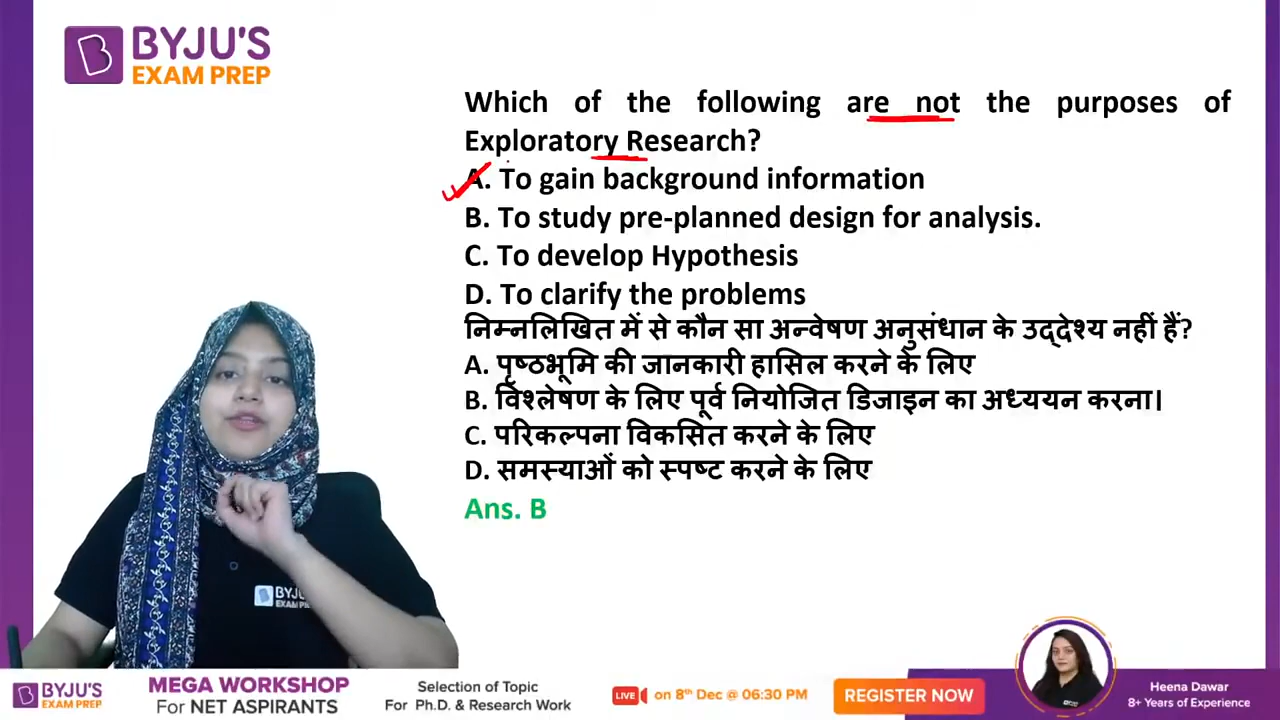 BYJU'S
EXAM PREP
Which of the following are not the purposes of
Exploratory Research?
A. To gain background information
B. To study pre-planned design for analysis.
C. To develop Hypothesis
D. To clarify the problems
निम्नलिखित में से कौन सा अन्वेषण अनुसंधान के उद्देश्य नहीं हैं?
A. पृष्ठभूमि की जानकारी हासिल करने के लिए
B. विश्लेषण के लिए पूर्व नियोजित डिजाइन का अध्ययन करना।
C. परिकल्पना विकसित करने के लिए
D. समस्याओं को स्पष्ट करने के लिए
Ans. B
BYJU'S
EXAM PREP
MEGA WORKSHOP
For NET ASPIRANTS
Selection of Topic
For Ph.D. & Research Work
LIVE on 8th Dec @ 06:30 PM
REGISTER NOW
Heena Dawar
8+ Years of Experience